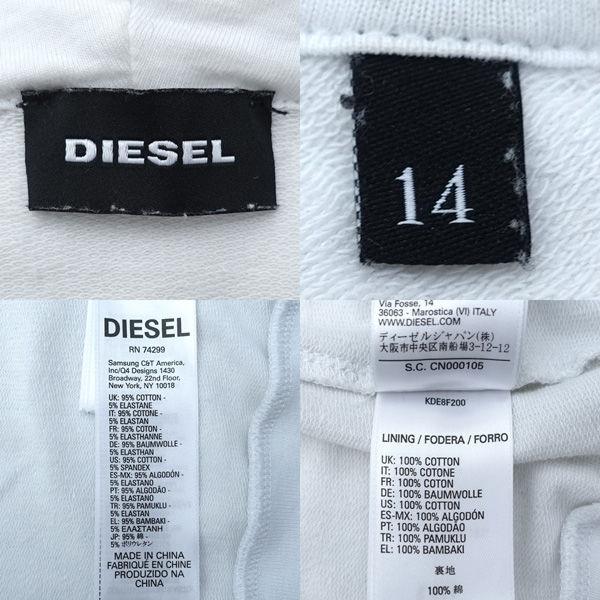 DIESEL
14
DIESEL
RN 74299
Samsung C&T America,
Inc/Q4 Designs 1430
Broadway, 22nd Floor,
New York, NY 10018
UK: 95% COTTON -
5% ELASTANE
IT: 95% COTONE -
5% ELASTAN
FR: 95% COTON -
5% ELASTHANNE
DE: 95% BAUMWOLLE -
5% ELASTHAN
US: 95% COTTON -
5% SPANDEX
ES-MX: 95% ALGODÓN -
5% ELASTANO
PT: 95% ALGODÃO -
5% ELASTANO
TR: 95% PAMUKLU -
5% ELASTAN
EL: 95% BAMBAKI -
5% ΕΛΑΣΤΑΝΗ
JP: 95% 綿 -
5% ポリウレタン
MADE IN CHINA
FABRIQUÉ EN CHINE
PRODUCIDO EN
CHINA
Via Fosse, 14
36063 - Marostica (VI) ITALY
WWW.DIESEL.COM
ディーゼルジャパン(株)
大阪市中央区南船場3-12-12
S.C. CN000105
KDE8F200
LINING / FODERA / FORRO
UK: 100% COTTON
IT: 100% COTONE
FR: 100% COTON
DE: 100% BAUMWOLLE
US: 100% COTTON
ES-MX: 100% ALGODÓN
PT: 100% ALGODÃO
TR: 100% PAMUKLU
EL: 100% BAMBAKI
裏地
100% 綿